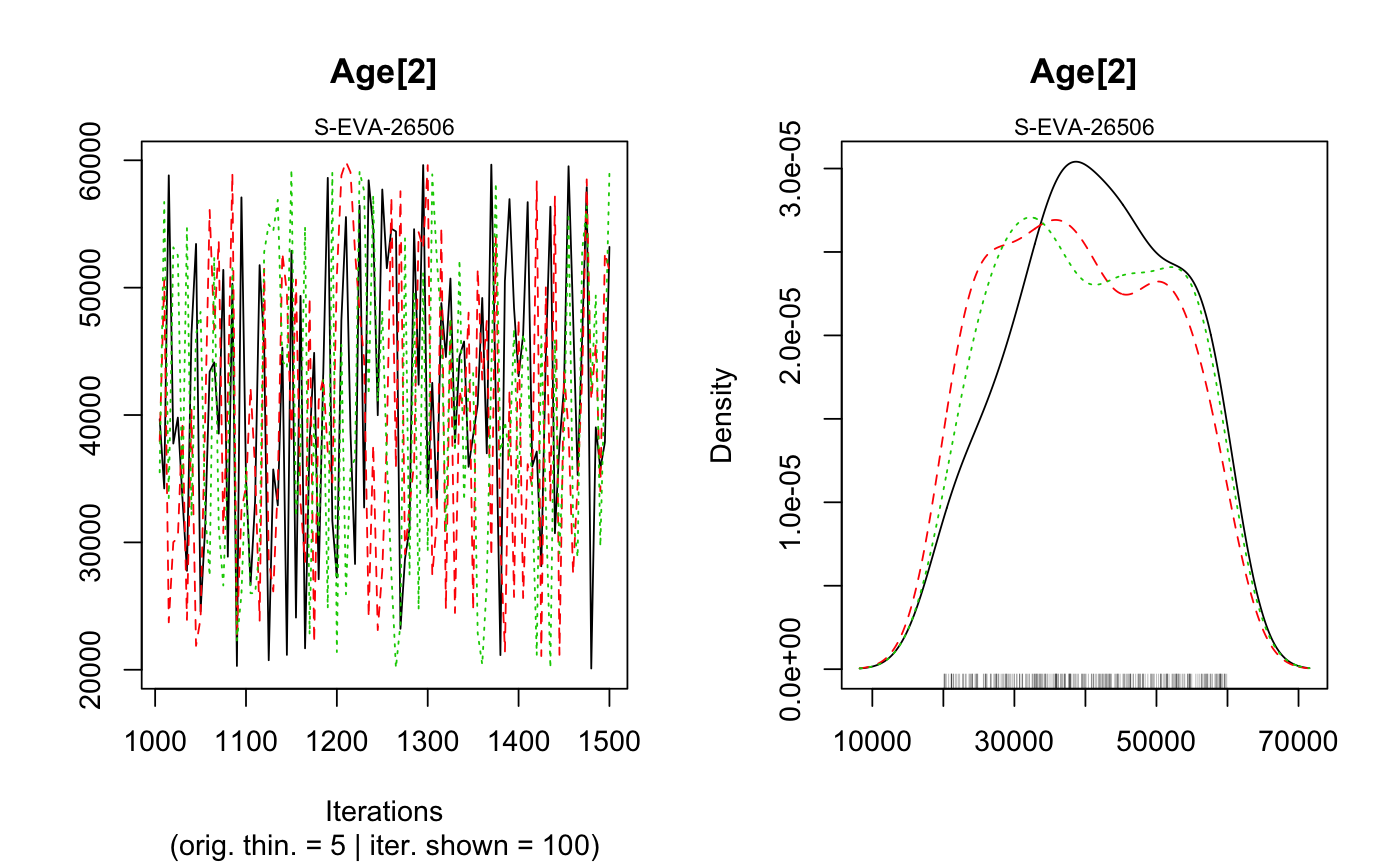 Age[2]
S-EVA-26506
20000 30000 40000 50000 60000
1000 1100 1200 1300 1400 1500
Iterations
(orig. thin. = 5 | iter. shown = 100)
Age[2]
S-EVA-26506
Density
0.0e+00 1.0e-05 2.0e-05 3.0e-05
10000 30000 50000 70000